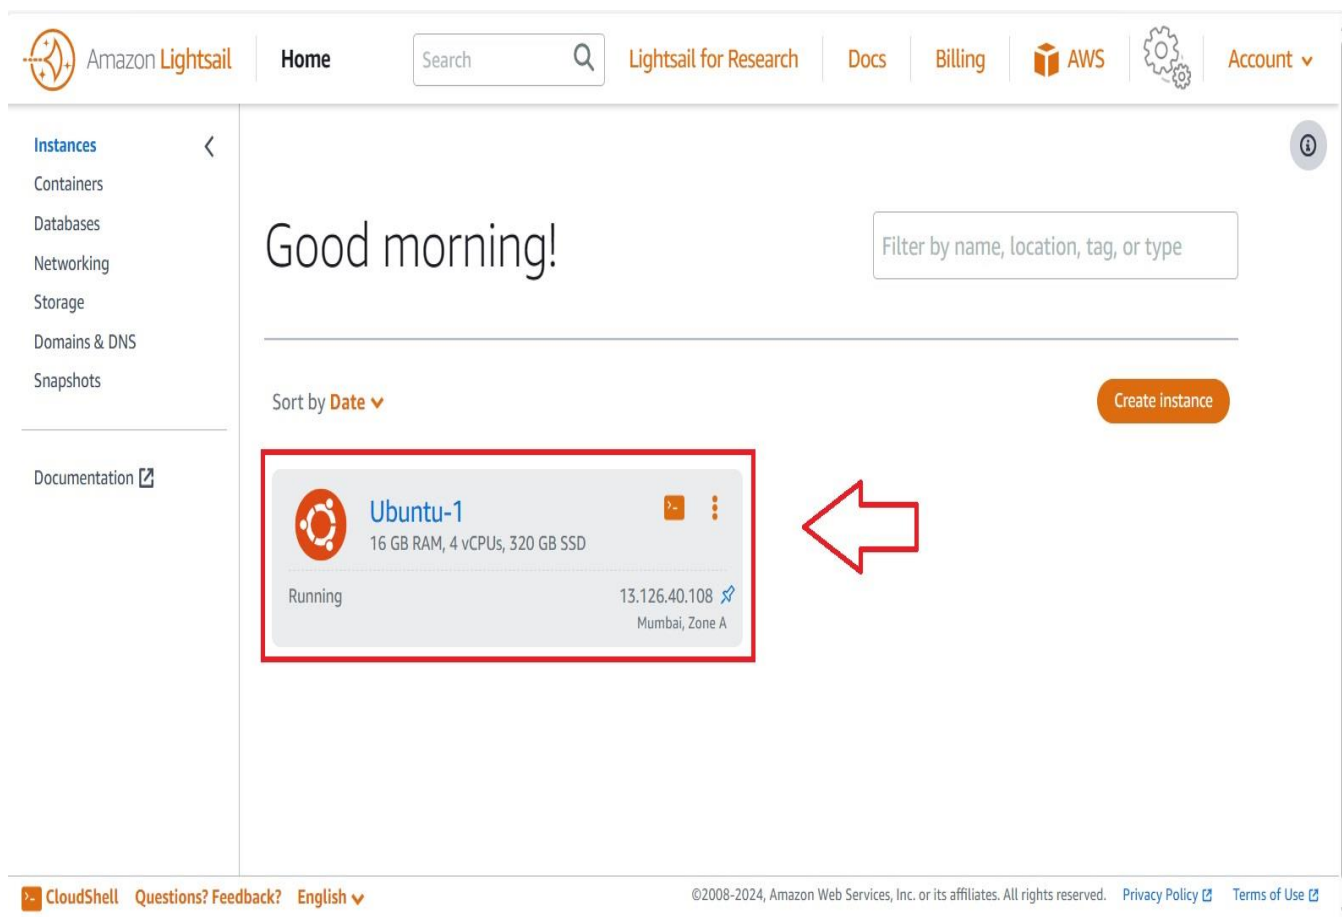 Amazon Lightsail
Home
Search
Lightsail for Research
Docs
Billing
AWS
Account
Instances
Containers
Databases
Networking
Storage
Domains & DNS
Snapshots
Documentation
Good morning!
Filter by name, location, tag, or type
Sort by Date
Create instance
Ubuntu-1
16 GB RAM, 4 vCPUs, 320 GB SSD
Running
13.126.40.108
Mumbai, Zone A
CloudShell
Questions? Feedback?
English
©2008-2024, Amazon Web Services, Inc. or its affiliates. All rights reserved.
Privacy Policy
Terms of Use